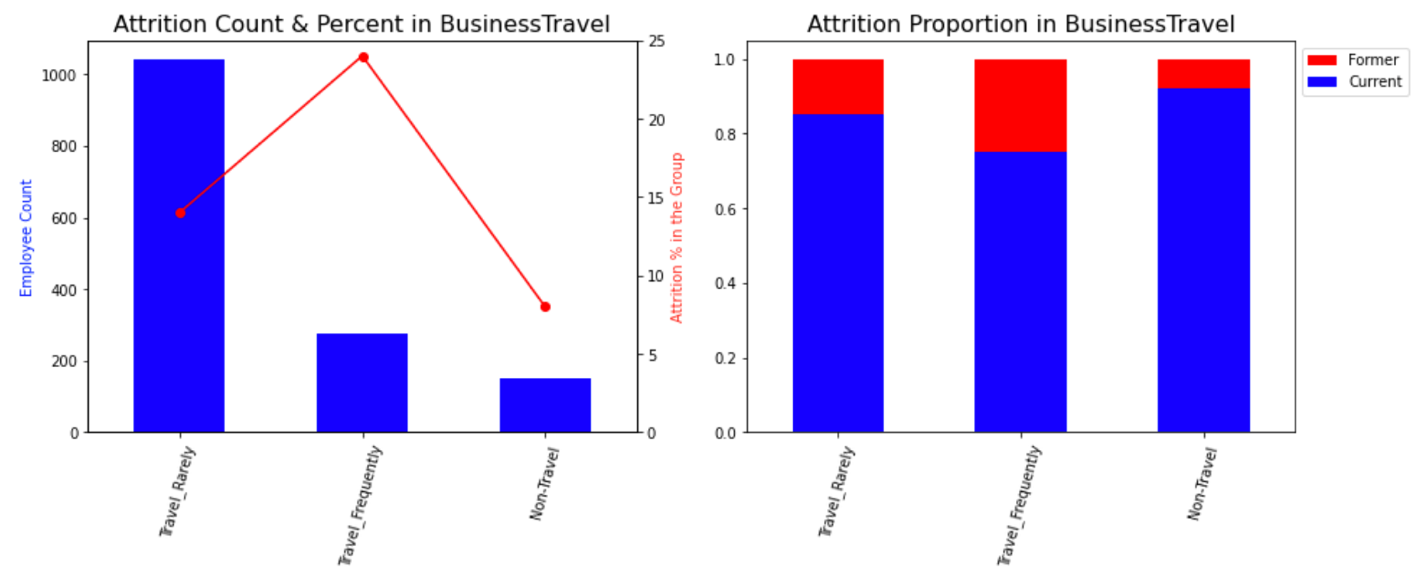 Attrition Count & Percent in BusinessTravel
Employee Count
1000
800
600
400
200
0
25
20
15
10
5
0
Attrition % in the Group
Travel_Rarely
Travel_Frequently
Non-Travel
Attrition Proportion in BusinessTravel
1.0
0.8
0.6
0.4
0.2
0.0
Travel_Rarely
Travel_Frequently
Non-Travel
Former
Current